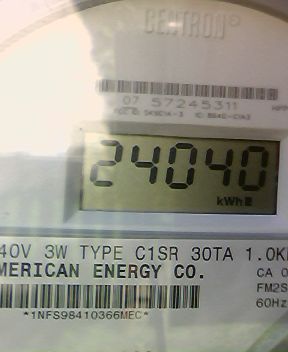 CENTRON®
07 57245311
24040
kWh
40V 3W TYPE C1SR 30TA 1.0K
MERICAN ENERGY CO.
CA 0
FM2S
60Hz
*1NFS98410366MEC*